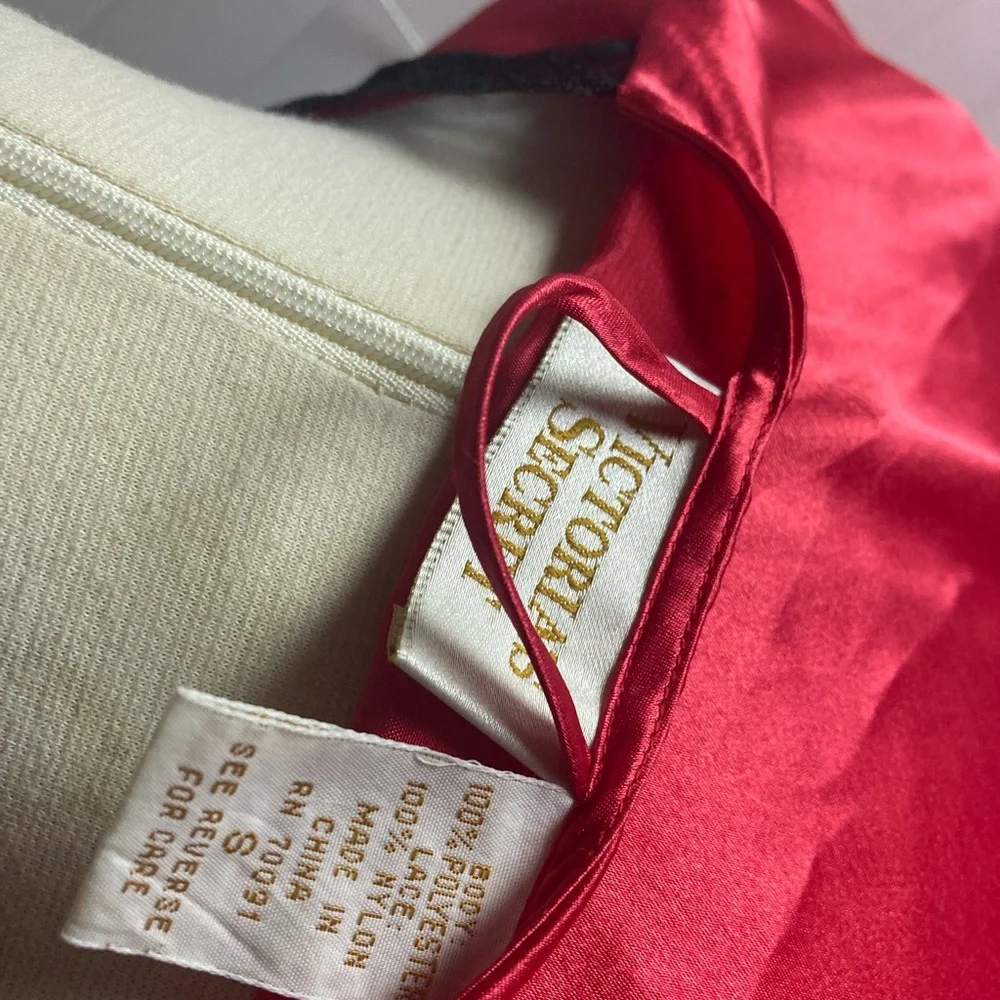 VICTORIA'S
SECRET
S
BODY:
100% POLYESTER
LACE:
100% NYLON
MADE IN
CHINA
RN 70091
S
SEE REVERSE
FOR CARE